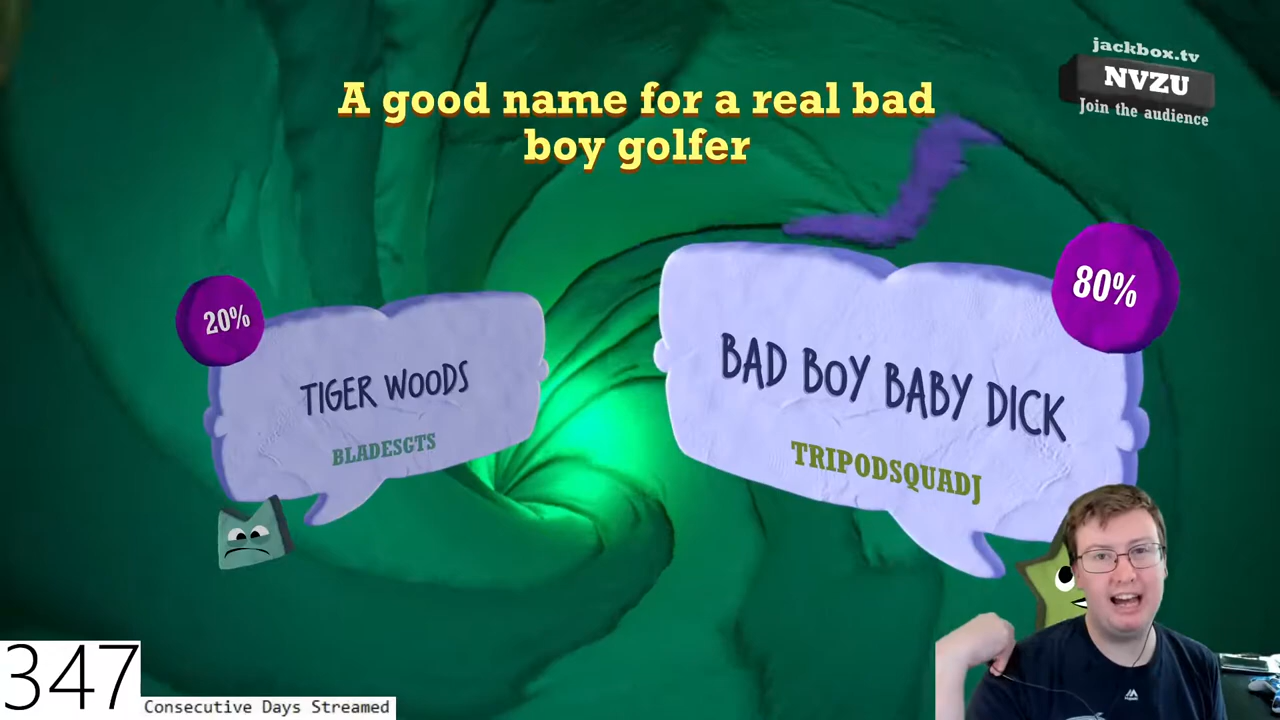 jackbox.tv
NVZU
Join the audience
A good name for a real bad
boy golfer
20%
TIGER WOODS
BLADESGTS
80%
BAD BOY BABY DICK
TRIPODSQUADJ
347
Consecutive Days Streamed